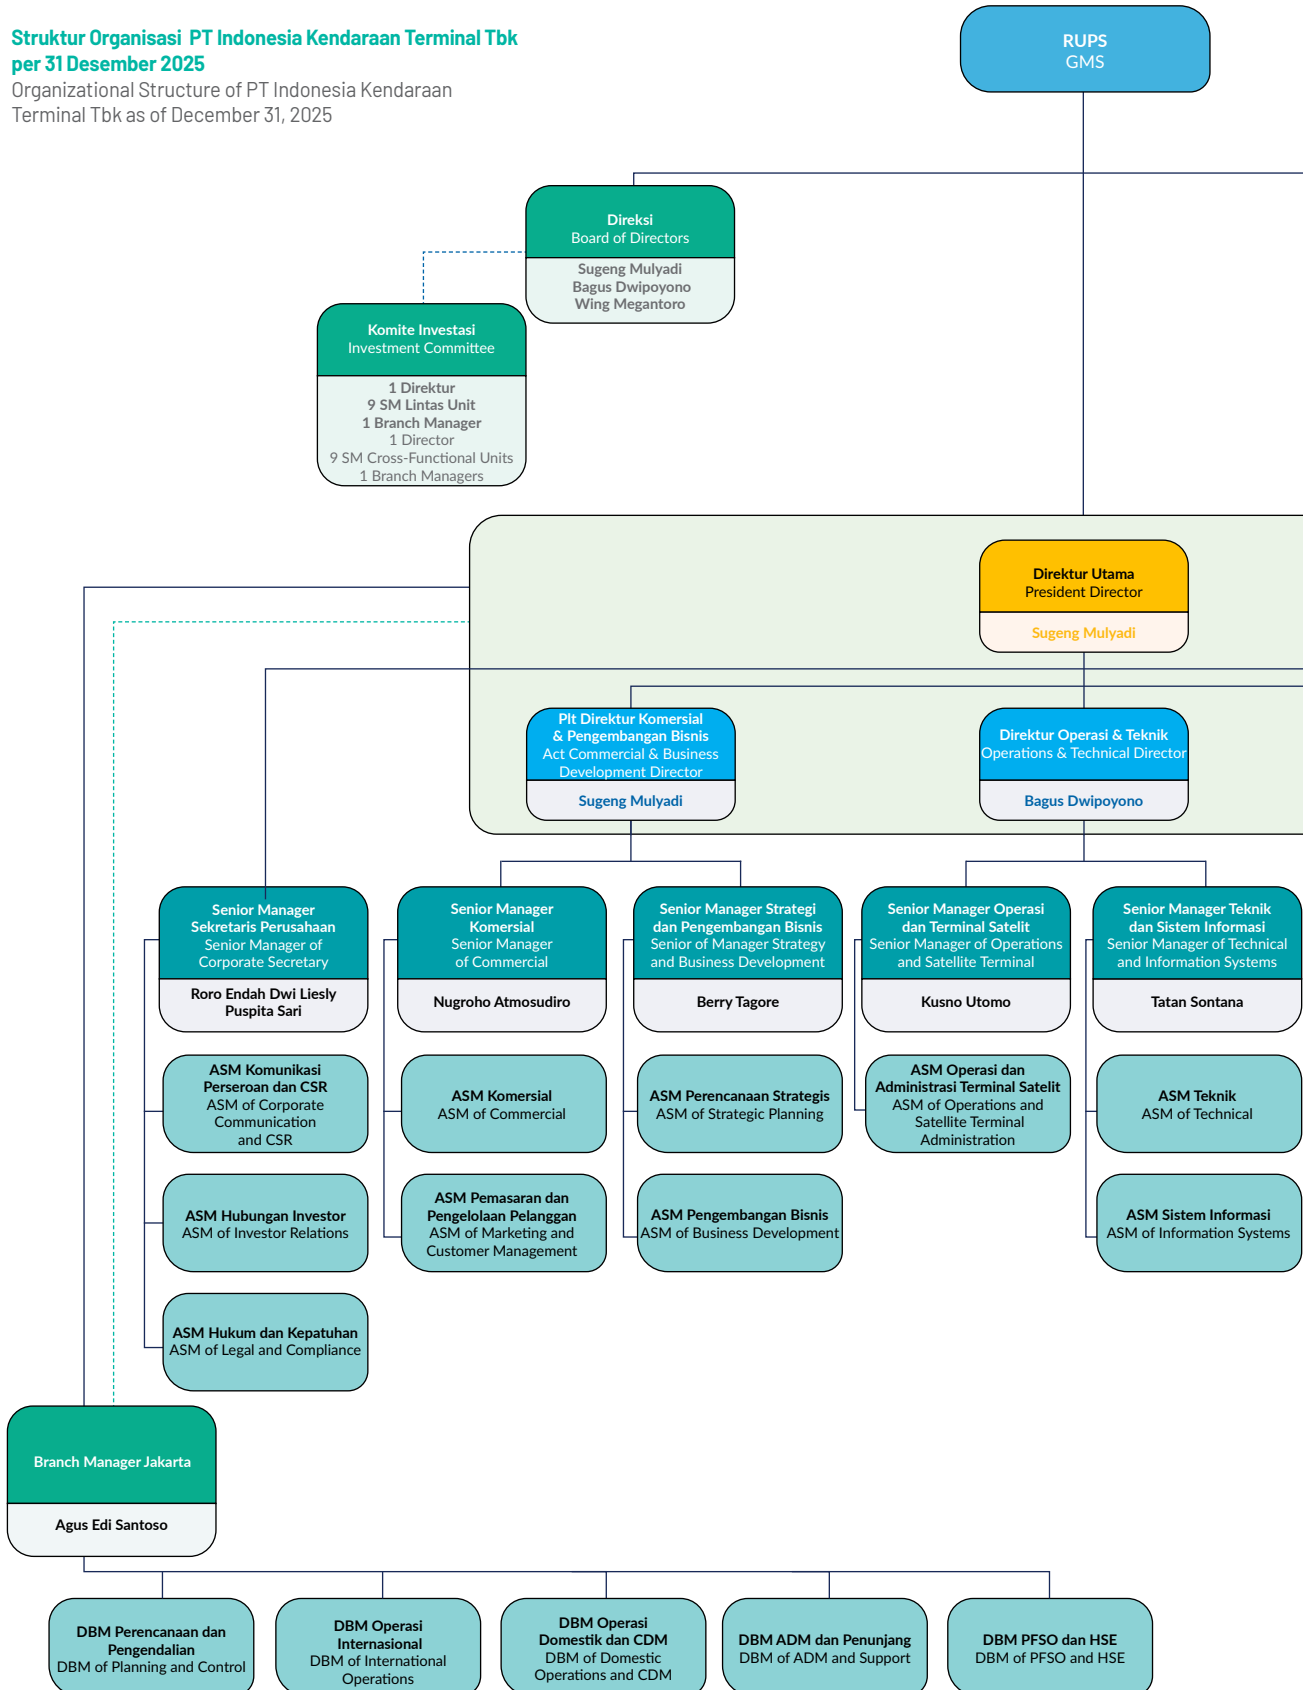 Struktur Organisasi PT Indonesia Kendaraan Terminal Tbk
per 31 Desember 2025
Organizational Structure of PT Indonesia Kendaraan
Terminal Tbk as of December 31, 2025
RUPS
GMS
Direksi
Board of Directors
Sugeng Mulyadi
Bagus Dwipoyono
Wing Megantoro
Komite Investasi
Investment Committee
1 Direktur
9 SM Lintas Unit
1 Branch Manager
1 Director
9 SM Cross-Functional Units
1 Branch Managers
Direktur Utama
President Director
Sugeng Mulyadi
Plt Direktur Komersial
& Pengembangan Bisnis
Act Commercial & Business
Development Director
Sugeng Mulyadi
Direktur Operasi & Teknik
Operations & Technical Director
Bagus Dwipoyono
Senior Manager
Sekretaris Perusahaan
Senior Manager of
Corporate Secretary
Roro Endah Dwi Liesly
Puspita Sari
Senior Manager
Komersial
Senior Manager
of Commercial
Nugroho Atmosudiro
Senior Manager Strategi
dan Pengembangan Bisnis
Senior of Manager Strategy
and Business Development
Berry Tagore
Senior Manager Operasi
dan Terminal Satelit
Senior Manager of Operations
and Satellite Terminal
Kusno Utomo
Senior Manager Teknik
dan Sistem Informasi
Senior Manager of Technical
and Information Systems
Tatan Sontana
ASM Komunikasi
Perseroan dan CSR
ASM of Corporate
Communication
and CSR
ASM Komersial
ASM of Commercial
ASM Perencanaan Strategis
ASM of Strategic Planning
ASM Operasi dan
Administrasi Terminal Satelit
ASM of Operations and
Satellite Terminal
Administration
ASM Teknik
ASM of Technical
ASM Hubungan Investor
ASM of Investor Relations
ASM Pemasaran dan
Pengelolaan Pelanggan
ASM of Marketing and
Customer Management
ASM Pengembangan Bisnis
ASM of Business Development
ASM Sistem Informasi
ASM of Information Systems
ASM Hukum dan Kepatuhan
ASM of Legal and Compliance
Branch Manager Jakarta
Agus Edi Santoso
DBM Perencanaan dan
Pengendalian
DBM of Planning and Control
DBM Operasi
Internasional
DBM of International
Operations
DBM Operasi
Domestik dan CDM
DBM of Domestic
Operations and CDM
DBM ADM dan Penunjang
DBM of ADM and Support
DBM PFSO dan HSE
DBM of PFSO and HSE